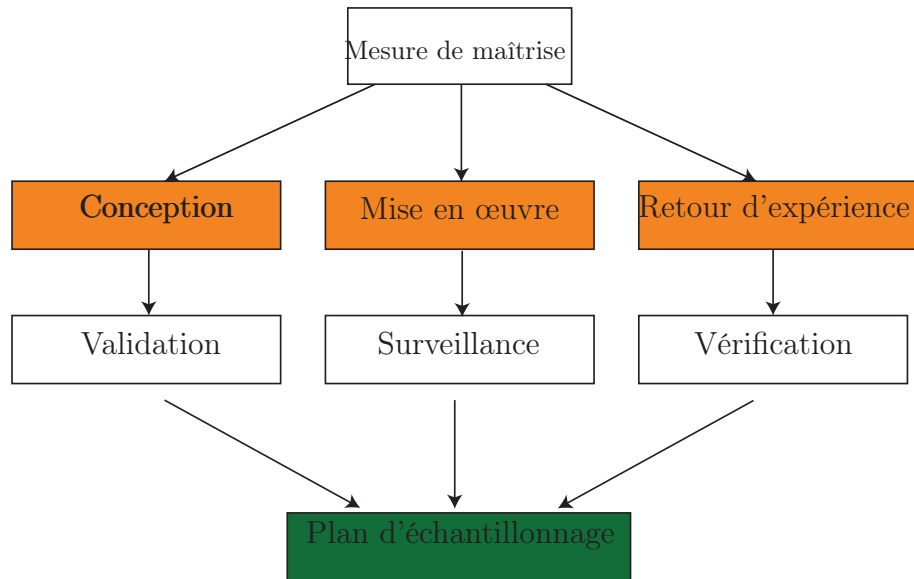 Mesure de maîtrise
Conception
Mise en œuvre
Retour d'expérience
Validation
Surveillance
Vérification
Plan d'échantillonnage